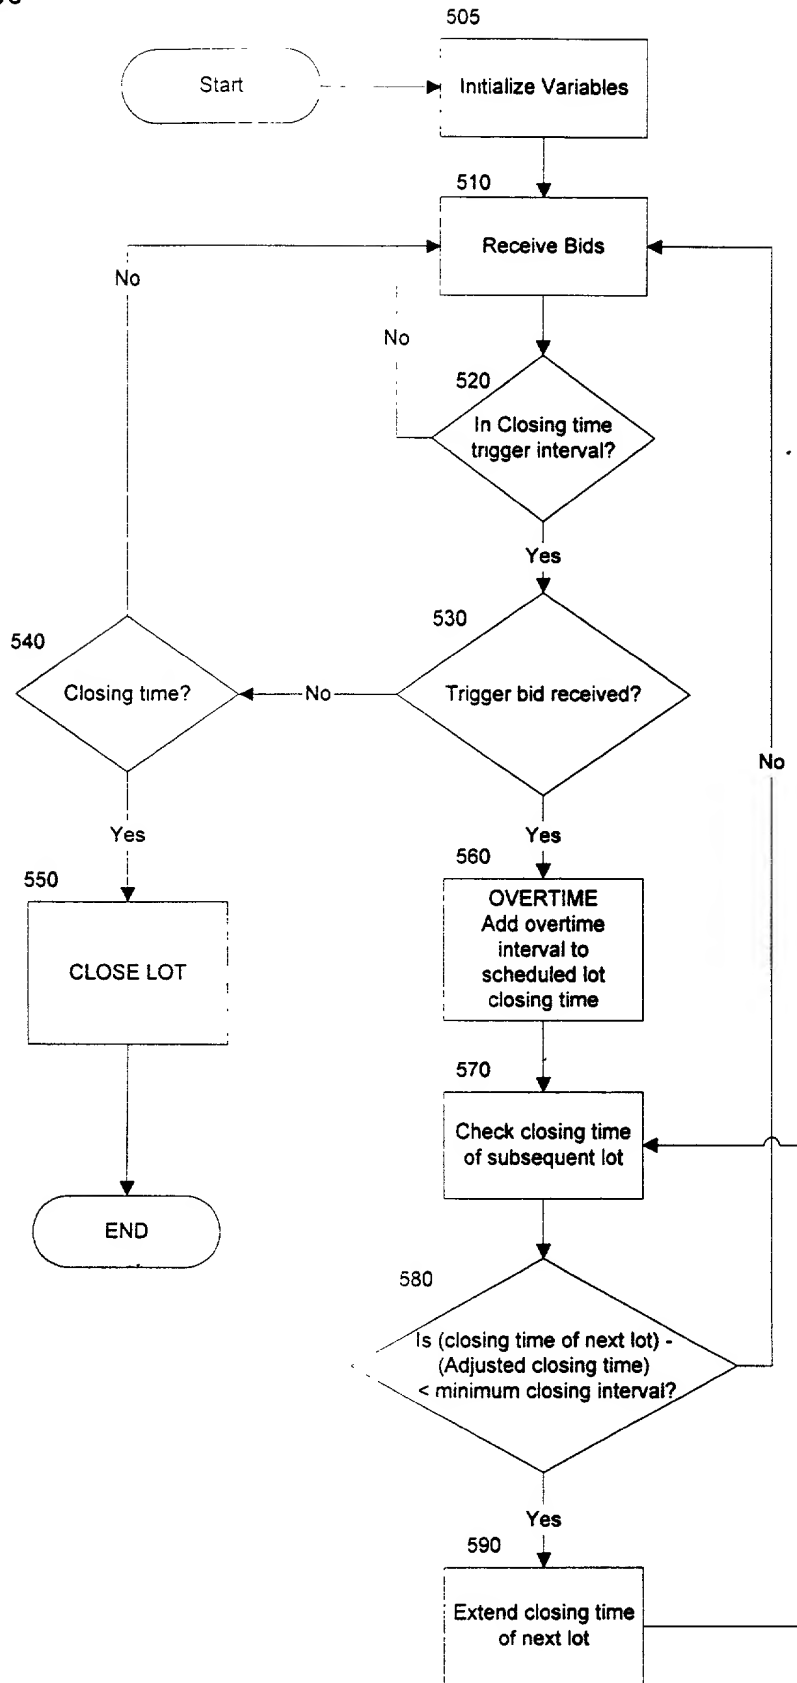 505
Start
Initialize Variables
510
Receive Bids
No
No
520
In Closing time
trigger interval?
Yes
530
540
Closing time?
No
Trigger bid received?
No
Yes
Yes
550
560
CLOSE LOT
OVERTIME
Add overtime
interval to
scheduled lot
closing time
570
Check closing time
of subsequent lot
END
580
Is (closing time of next lot) -
(Adjusted closing time)
< minimum closing interval?
Yes
590
Extend closing time
of next lot